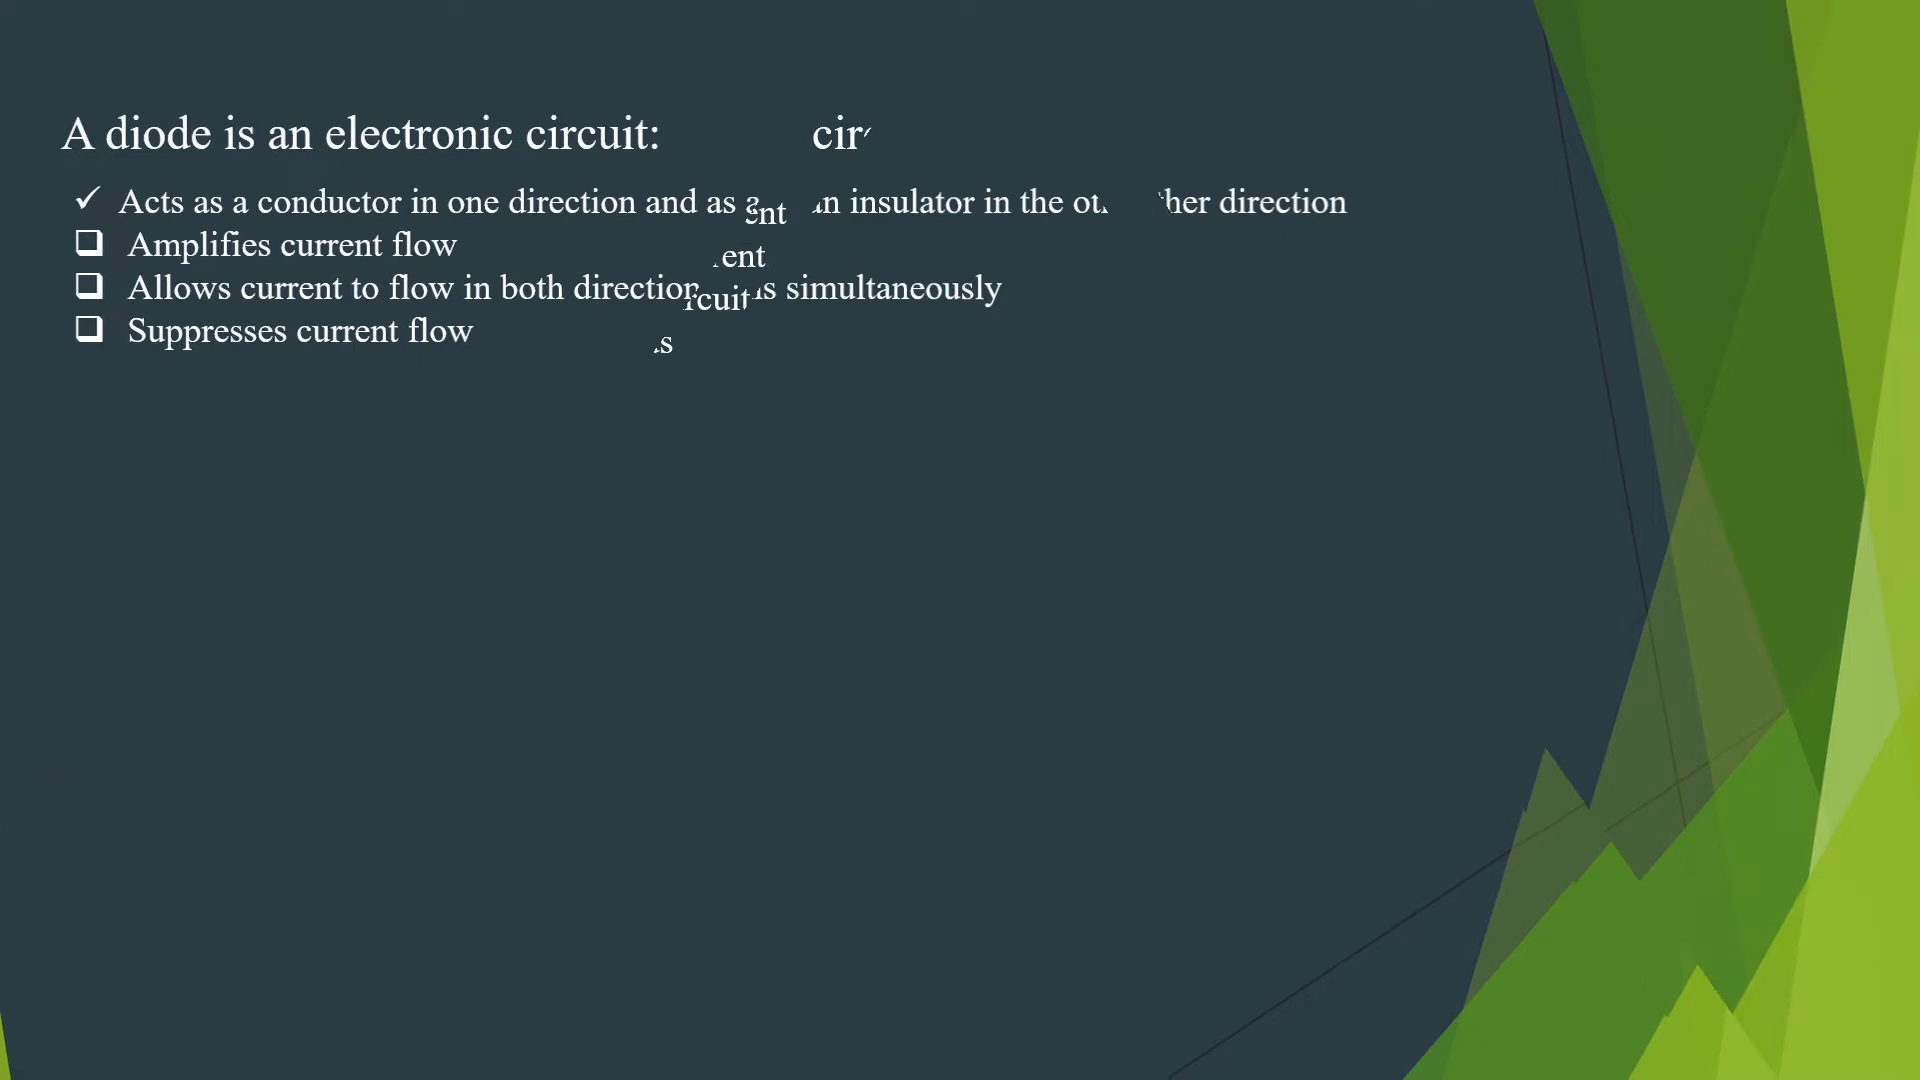 A diode is an electronic circuit:
✓ Acts as a conductor in one direction and as an insulator in the other direction
❑ Amplifies current flow
❑ Allows current to flow in both directions simultaneously
❑ Suppresses current flow